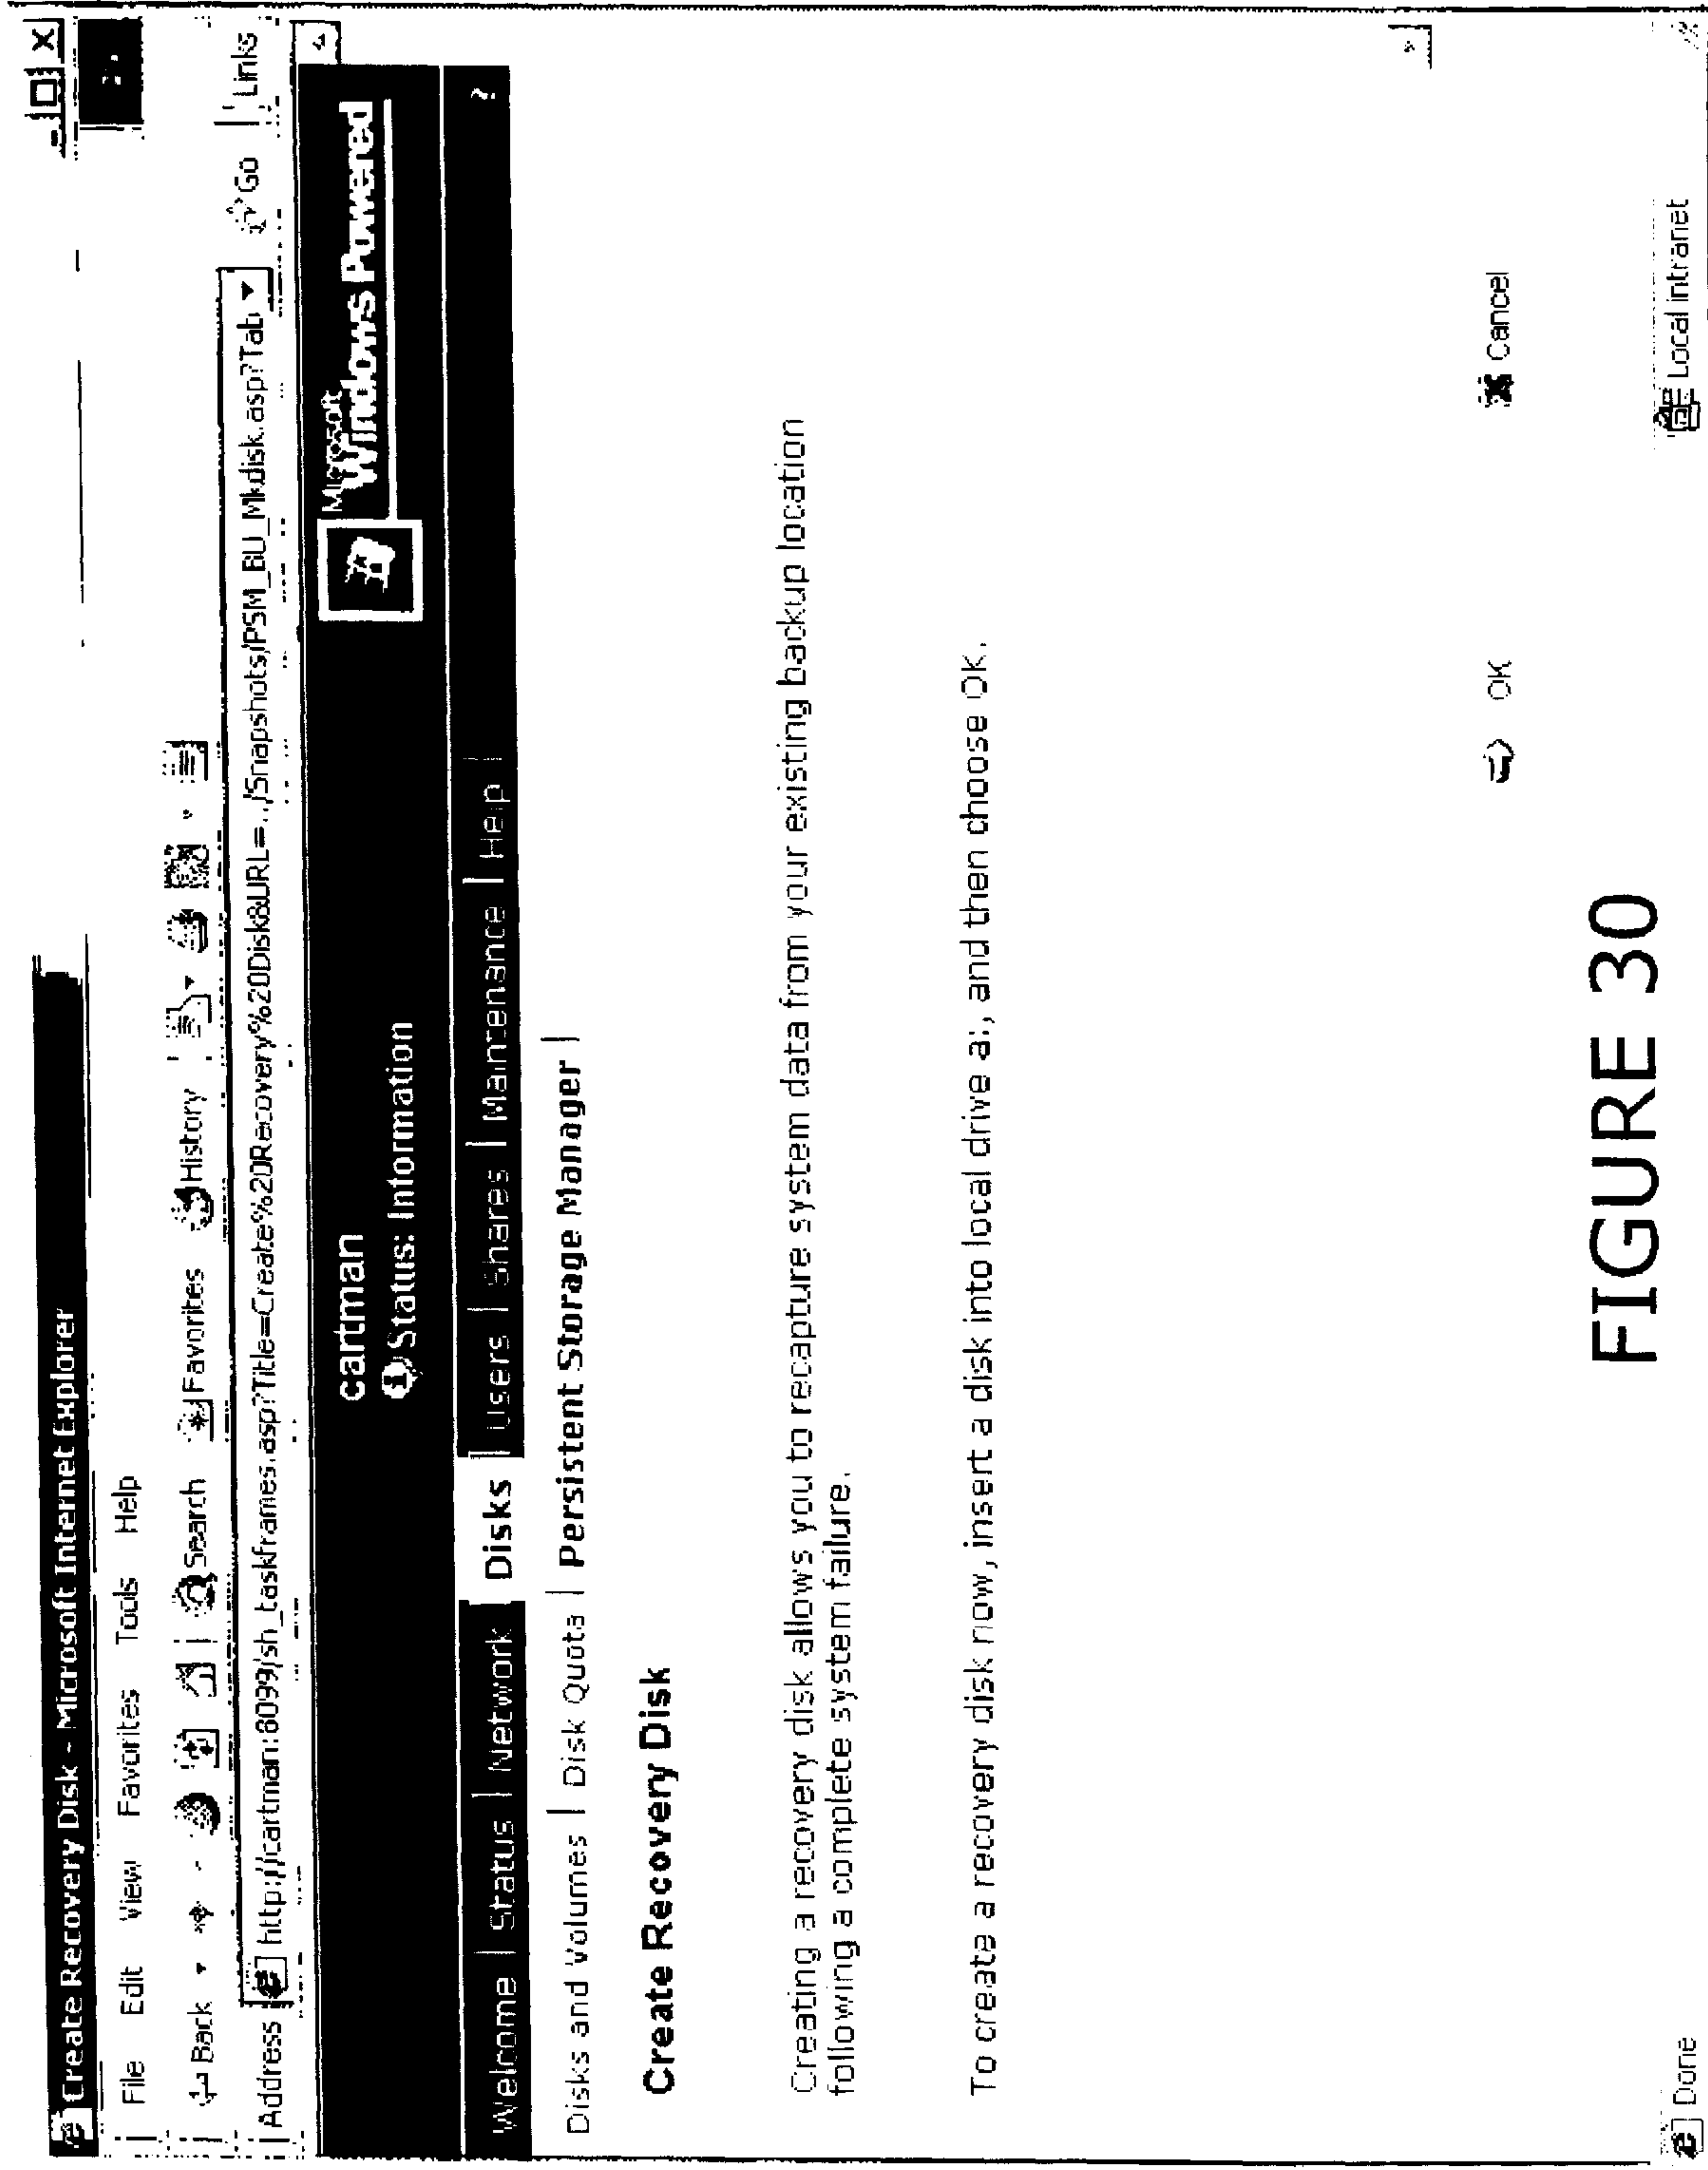 Create Recovery Disk - Microsoft Internet Explorer
File Edit View Favorites Tools Help
Back Search Favorites History
Address http://cartman:8099/sh_taskframes.asp?Title=Create%20Recovery%20Disk&URL=../Snapshots/PSM_BU_Mkdisk.asp?Tab Go Links
cartman
Status: Information
Microsoft
Windows Powered
Welcome | Status | Network | Disks | Users | Shares | Maintenance | Help | ?
Disks and Volumes | Disk Quota | Persistent Storage Manager |
Create Recovery Disk
Creating a recovery disk allows you to recapture system data from your existing backup location
following a complete system failure.
To create a recovery disk now, insert a disk into local drive a:, and then choose OK.
OK Cancel
Done Local intranet
FIGURE 30